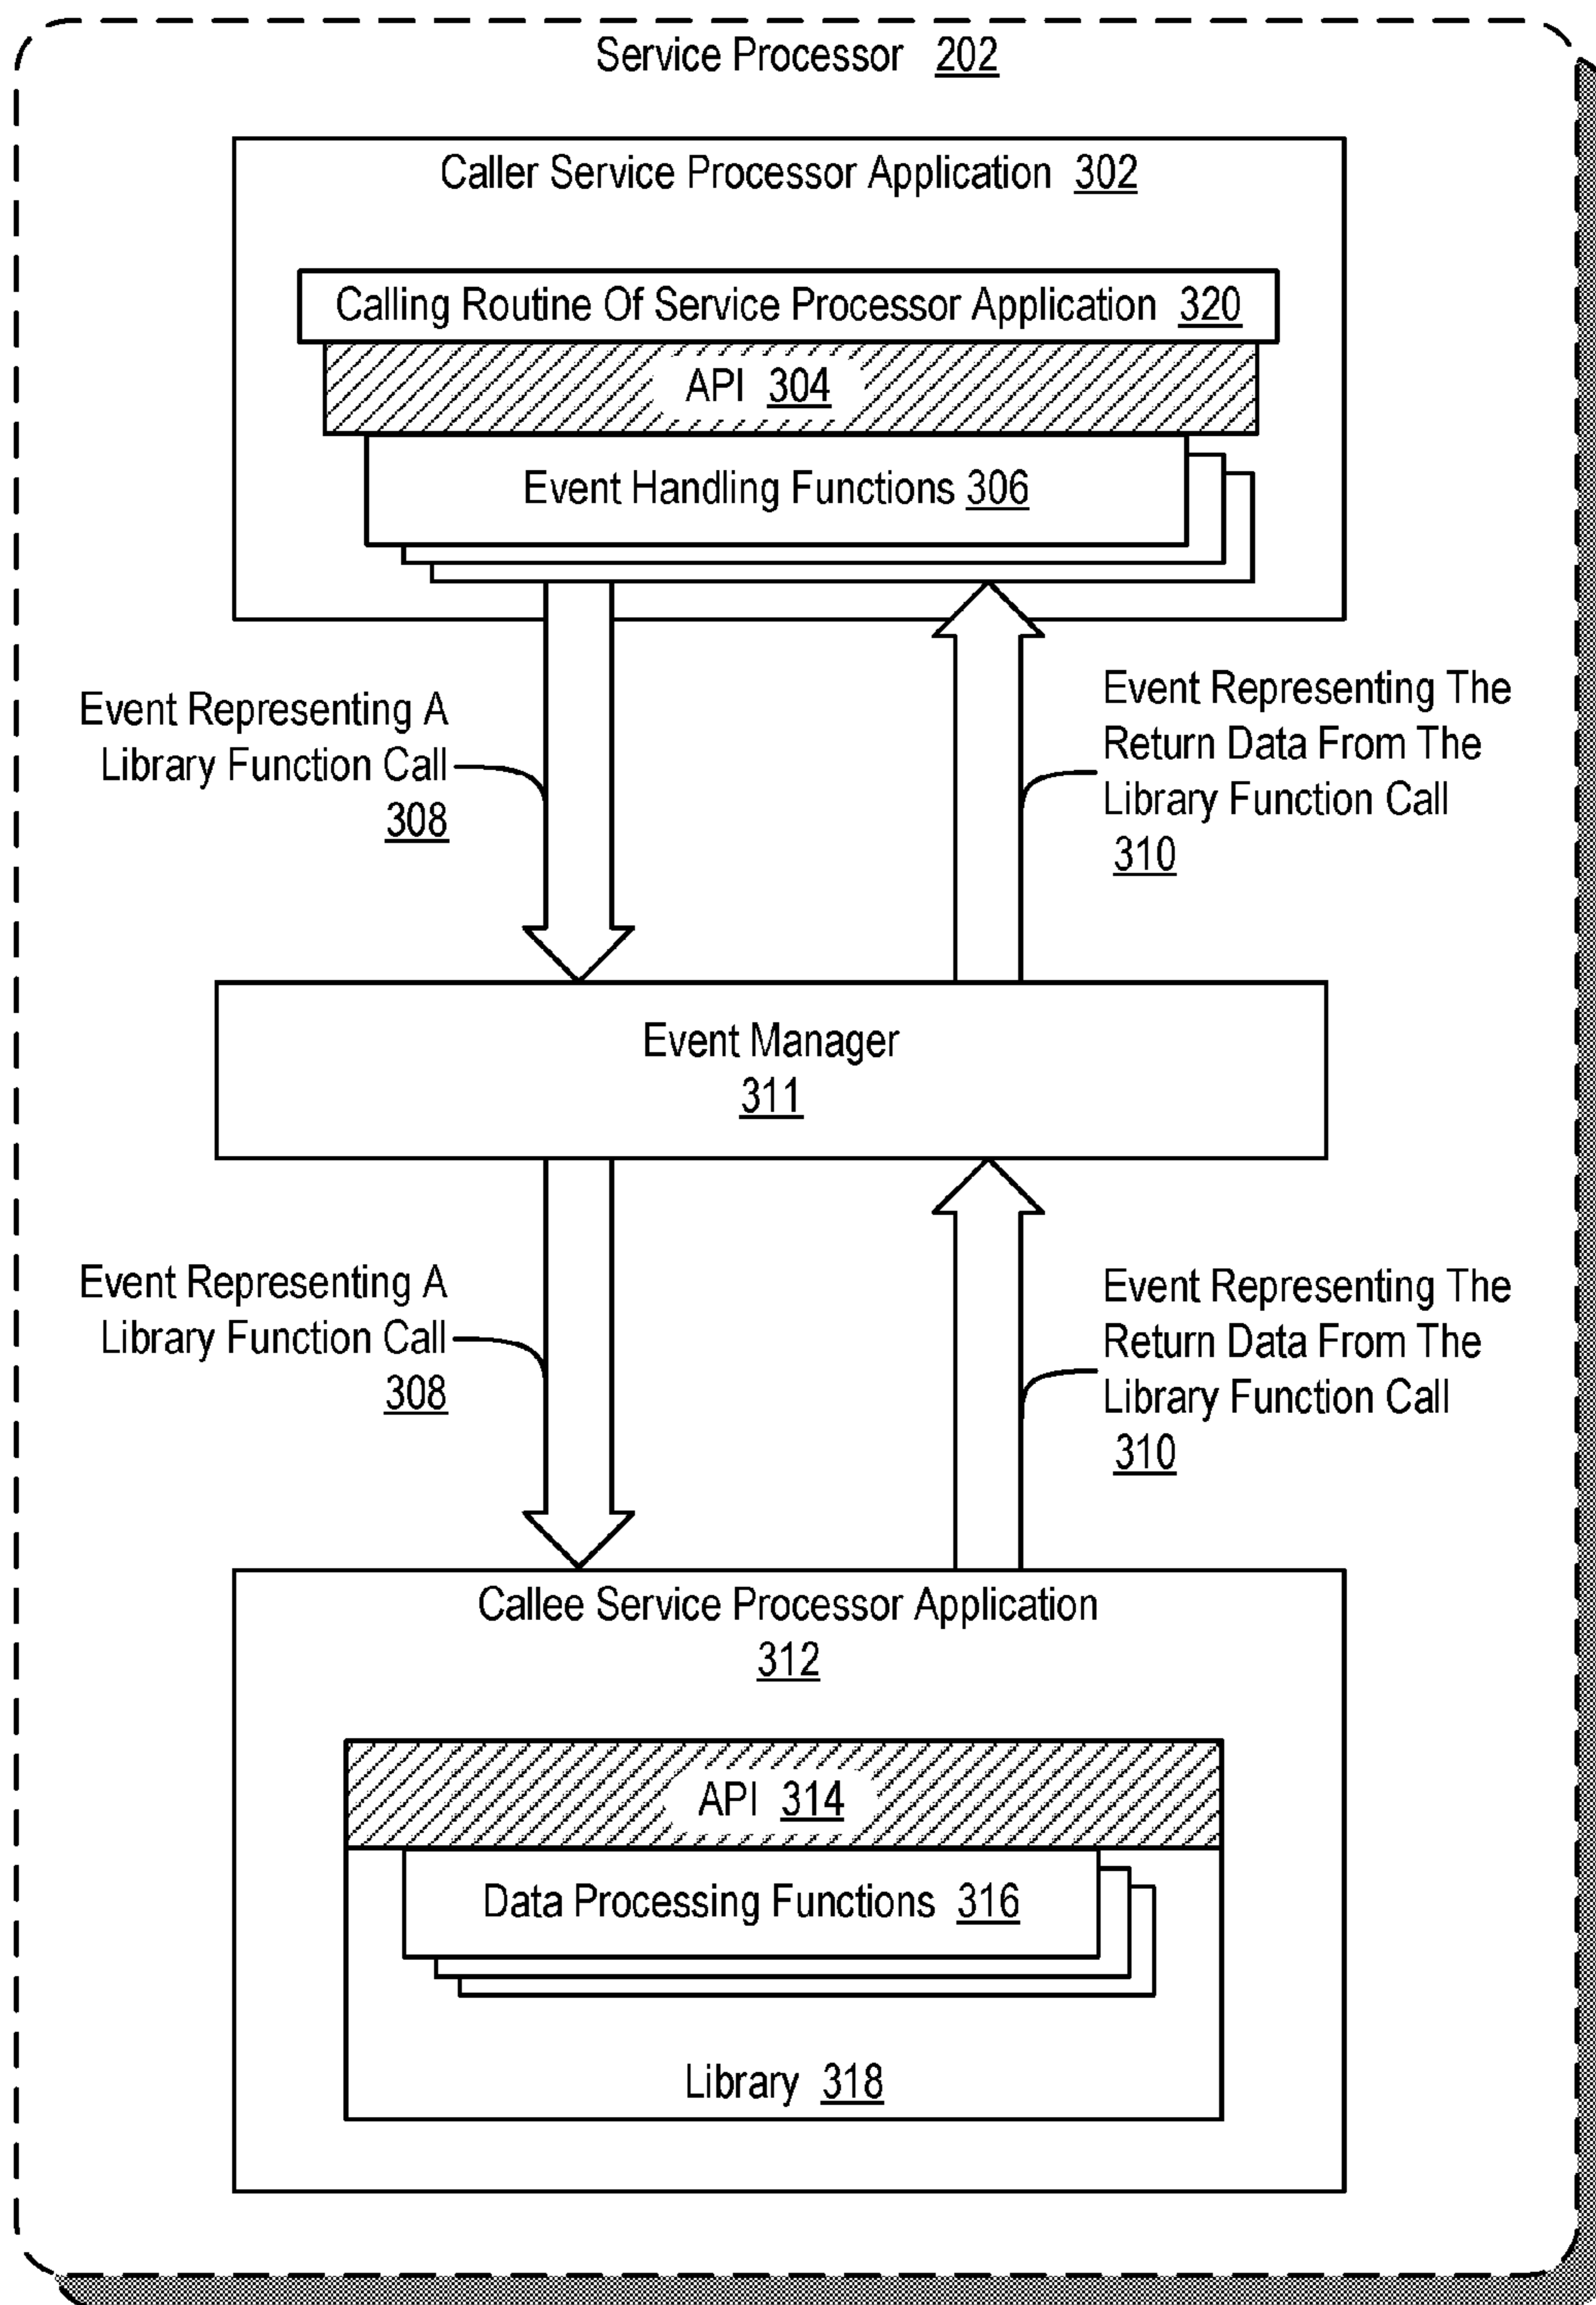 Service Processor 202
Caller Service Processor Application 302
Calling Routine Of Service Processor Application 320
API 304
Event Handling Functions 306
Event Representing A
Library Function Call
308
Event Representing The
Return Data From The
Library Function Call
310
Event Manager
311
Event Representing A
Library Function Call
308
Event Representing The
Return Data From The
Library Function Call
310
Callee Service Processor Application
312
API 314
Data Processing Functions 316
Library 318